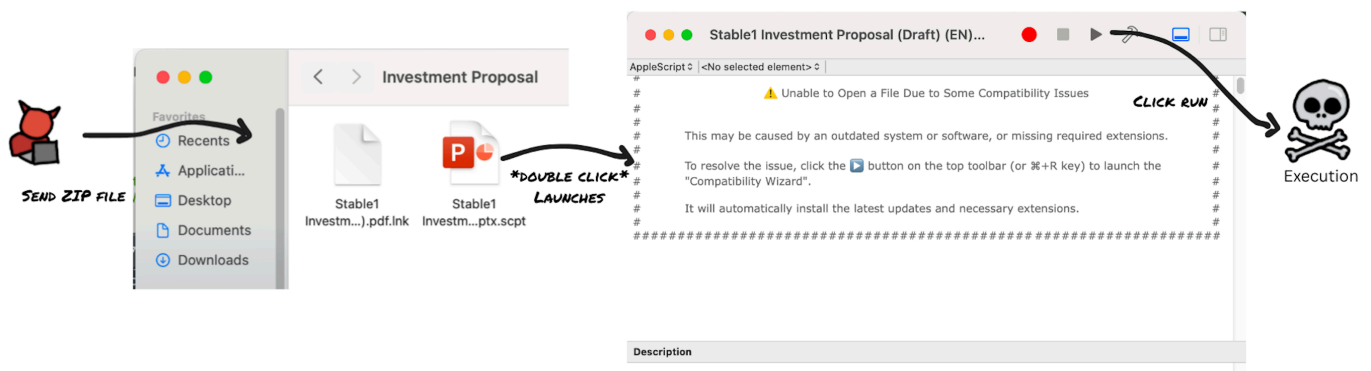 Stable1 Investment Proposal (Draft) (EN)...
AppleScript <No selected element>
Investment Proposal
#
# ⚠️ Unable to Open a File Due to Some Compatibility Issues #
#
CLICK RUN
#
Favorites
# This may be caused by an outdated system or software, or missing required extensions. #
Recents
P
#
Applicati...
*DOUBLE CLICK*
LAUNCHES
# To resolve the issue, click the ▶️ button on the top toolbar (or ⌘+R key) to launch the #
# "Compatibility Wizard". #
Execution
SEND ZIP FILE
Desktop
Stable1
Investm...).pdf.lnk
Stable1
Investm...ptx.scpt
#
# It will automatically install the latest updates and necessary extensions. #
#
Documents
########################################################
Downloads
Description